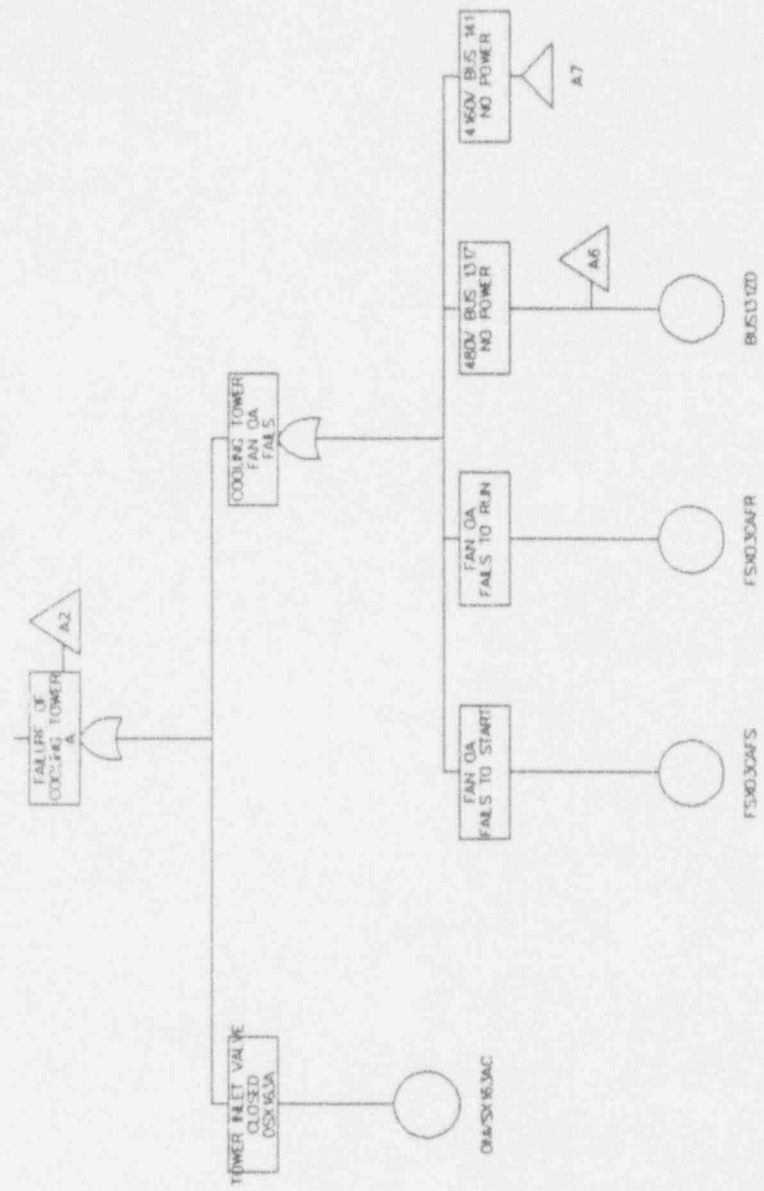 FAILURE OF
COOLING TOWER
A
A2
TOWER INLET VALVE
CLOSED
0SX163A
COOLING TOWER
FAN 0A
FAILS
FAN 0A
FAILS TO START
FAN 0A
FAILS TO RUN
480V BUS 131Z
NO POWER
4160V BUS 141
NO POWER
A6
A7
FSX03CAFS
FSX03CAFR
BUS131ZD